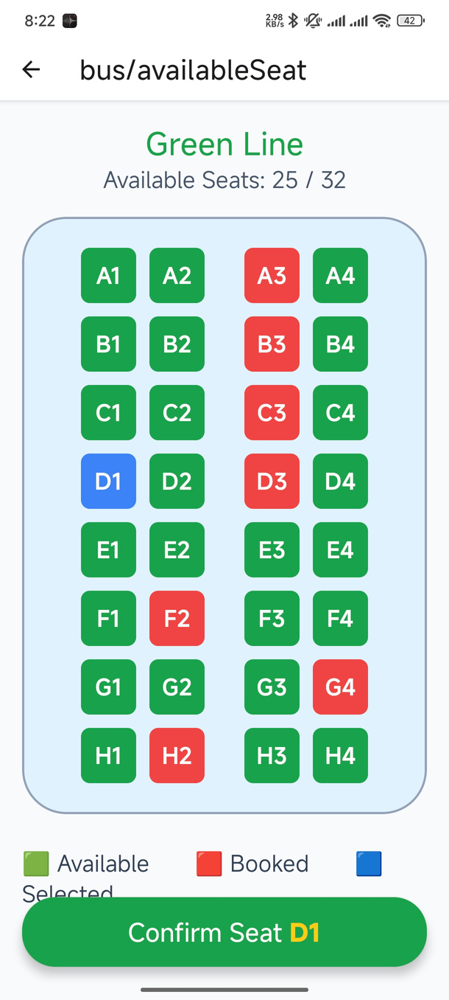 8:22 2.98 KB/s 42
bus/availableSeat
Green Line
Available Seats: 25 / 32
A1 A2 A3 A4
B1 B2 B3 B4
C1 C2 C3 C4
D1 D2 D3 D4
E1 E2 E3 E4
F1 F2 F3 F4
G1 G2 G3 G4
H1 H2 H3 H4
Available Booked
Selected
Confirm Seat D1